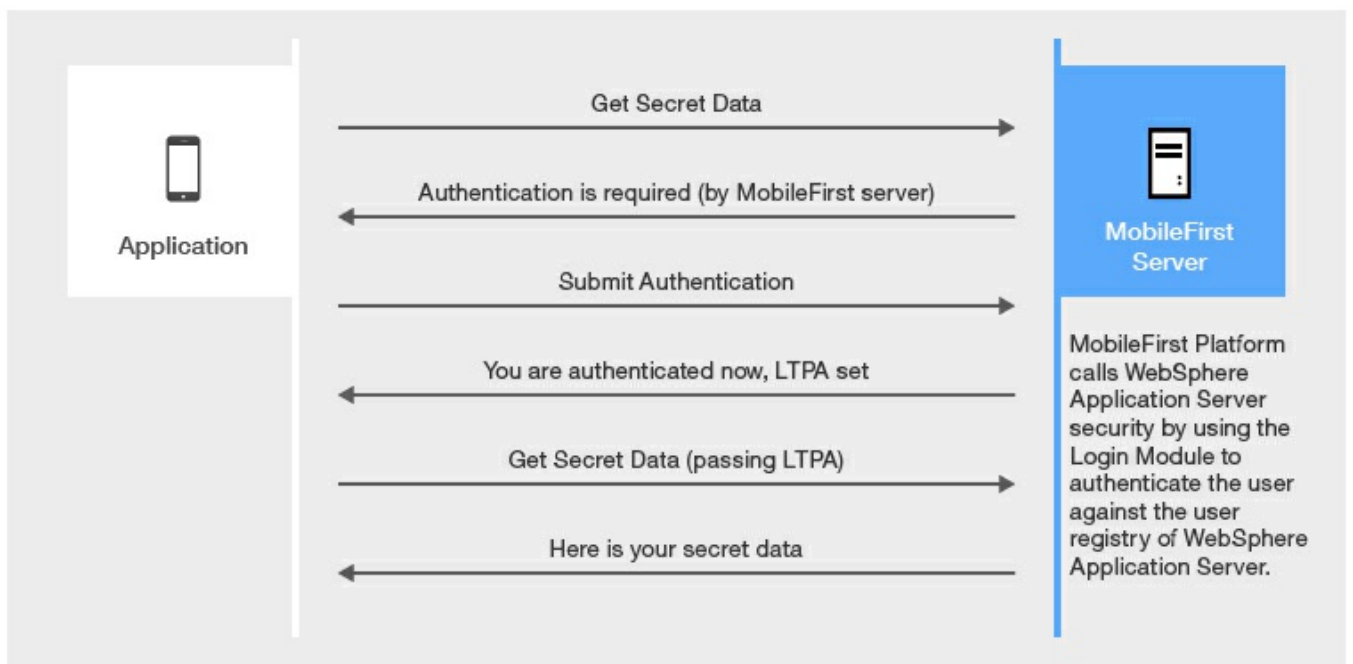 Get Secret Data
Authentication is required (by MobileFirst server)
Application
MobileFirst
Server
Submit Authentication
You are authenticated now, LTPA set
Get Secret Data (passing LTPA)
Here is your secret data
MobileFirst Platform
calls WebSphere
Application Server
security by using the
Login Module to
authenticate the user
against the user
registry of WebSphere
Application Server.